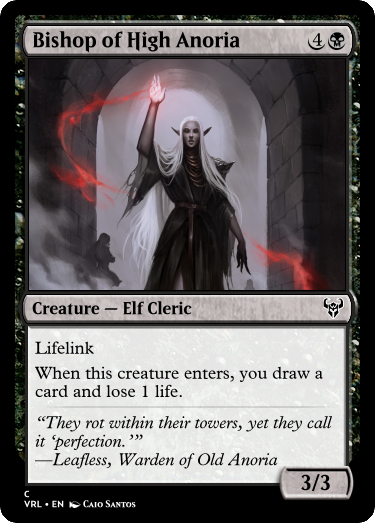 Bishop of High Anoria 4
Creature — Elf Cleric
Lifelink
When this creature enters, you draw a
card and lose 1 life.
“They rot within their towers, yet they call
it ‘perfection.’”
—Leafless, Warden of Old Anoria
3/3
C
VRL • EN Caio Santos